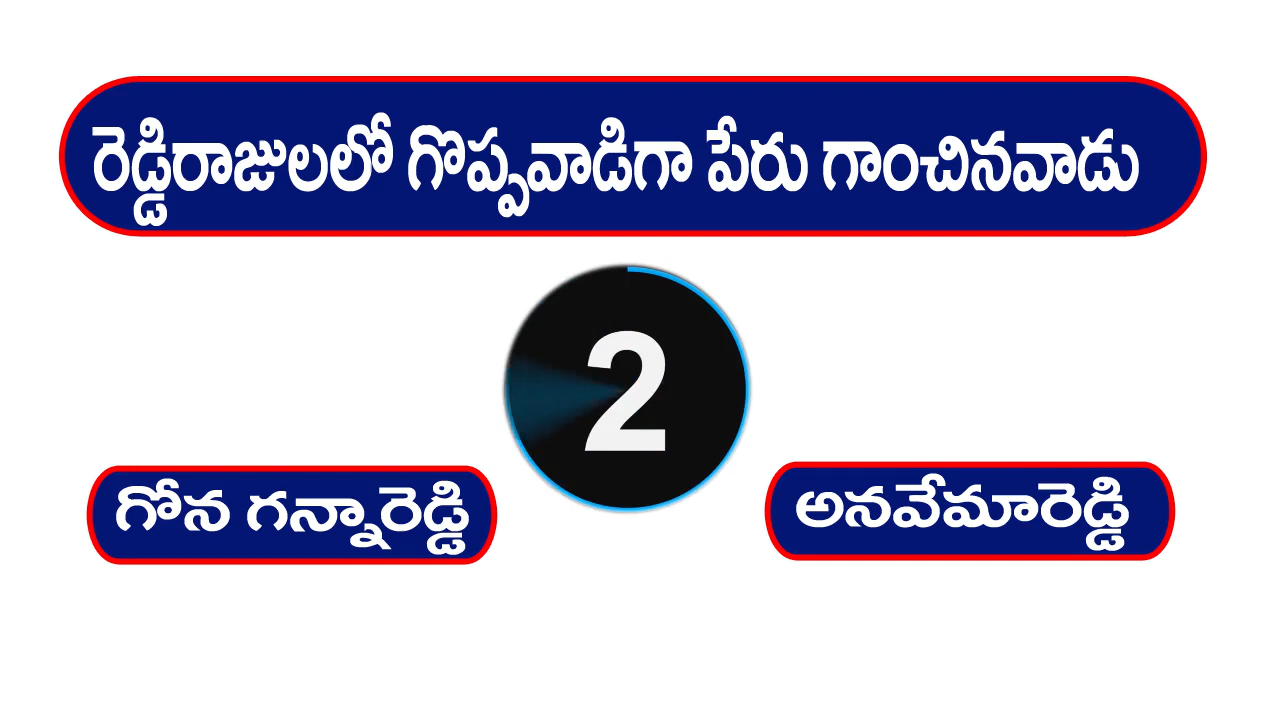 రెడ్డిరాజులలో గొప్పవాడిగా పేరు గాంచినవాడు
2
గోన గన్నారెడ్డి
అనవేమారెడ్డి